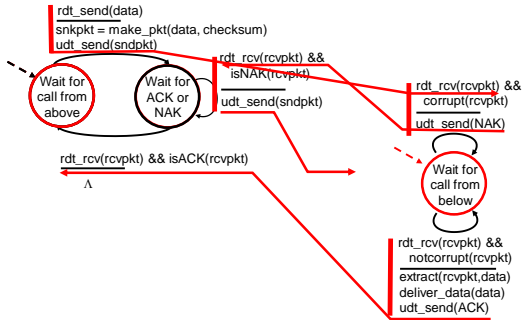 rdt_send(data)
snkpkt = make_pkt(data, checksum)
udt_send(sndpkt)
Wait for
call from
above
Wait for
ACK or
NAK
rdt_rcv(rcvpkt) &&
isNAK(rcvpkt)
udt_send(sndpkt)
rdt_rcv(rcvpkt) &&
corrupt(rcvpkt)
udt_send(NAK)
rdt_rcv(rcvpkt) && isACK(rcvpkt)
Λ
Wait for
call from
below
rdt_rcv(rcvpkt) &&
notcorrupt(rcvpkt)
extract(rcvpkt,data)
deliver_data(data)
udt_send(ACK)